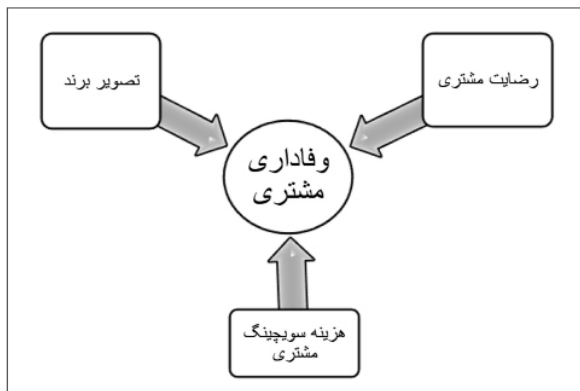 رضایت مشتری
تصویر برند
وفاداری
مشتری
هزینه سویچینگ
مشتری